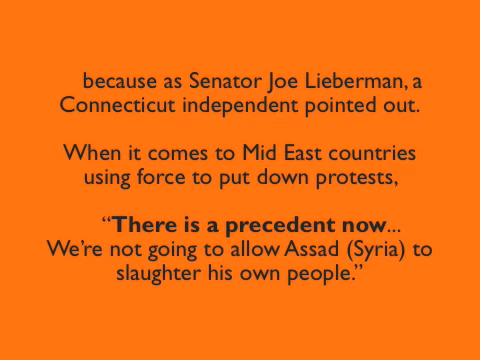 because as Senator Joe Lieberman, a
Connecticut independent pointed out.
When it comes to Mid East countries
using force to put down protests,
“There is a precedent now...
We’re not going to allow Assad (Syria) to
slaughter his own people.”